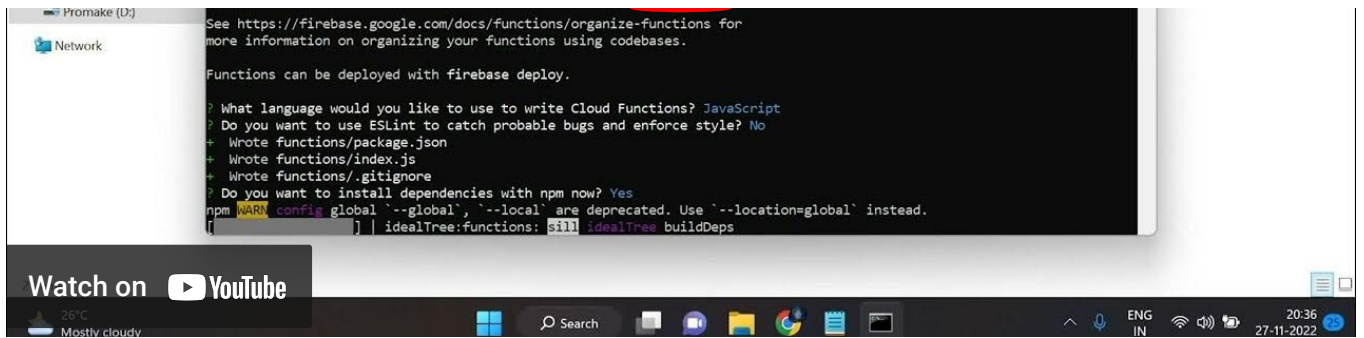 Promake (D:)
Network
See https://firebase.google.com/docs/functions/organize-functions for
more information on organizing your functions using codebases.
Functions can be deployed with firebase deploy.
? What language would you like to use to write Cloud Functions? JavaScript
? Do you want to use ESLint to catch probable bugs and enforce style? No
+ Wrote functions/package.json
+ Wrote functions/index.js
+ Wrote functions/.gitignore
? Do you want to install dependencies with npm now? Yes
npm WARN config global `--global`, `--local` are deprecated. Use `--location=global` instead.
[ ] | idealTree:functions: sill idealTree buildDeps
Watch on YouTube
26°C
Mostly cloudy
Search
ENG
IN
20:36
27-11-2022
25